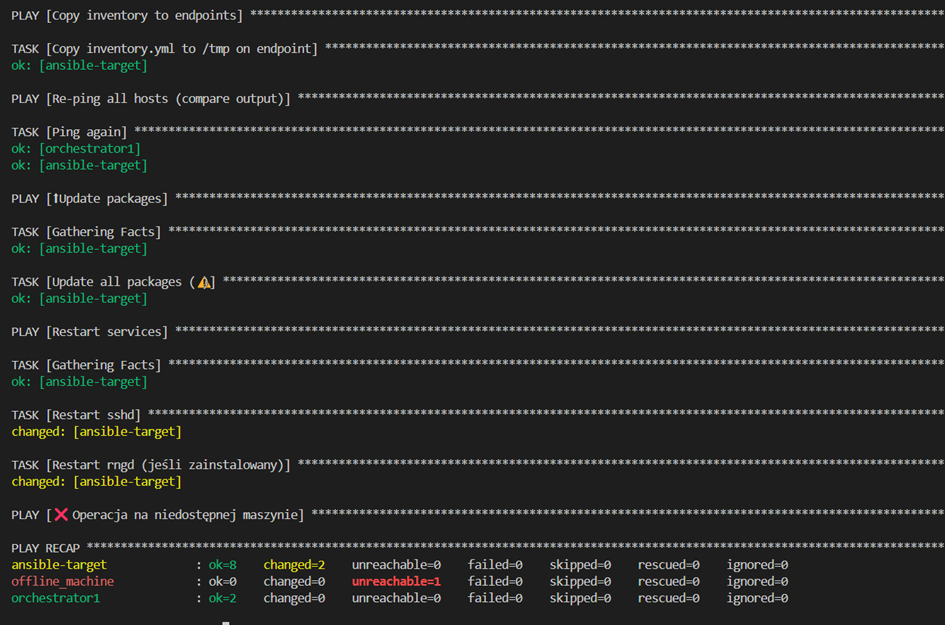 PLAY [Copy inventory to endpoints] ****************************************************************************************************
TASK [Copy inventory.yml to /tmp on endpoint] *****************************************************************************************
ok: [ansible-target]
PLAY [Re-ping all hosts (compare output)] *********************************************************************************************
TASK [Ping again] *********************************************************************************************************************
ok: [orchestrator1]
ok: [ansible-target]
PLAY [⬆Update packages] ***************************************************************************************************************
TASK [Gathering Facts] ****************************************************************************************************************
ok: [ansible-target]
TASK [Update all packages (⚠️] ********************************************************************************************************
ok: [ansible-target]
PLAY [Restart services] ***************************************************************************************************************
TASK [Gathering Facts] ****************************************************************************************************************
ok: [ansible-target]
TASK [Restart sshd] *******************************************************************************************************************
changed: [ansible-target]
TASK [Restart rngd (jeśli zainstalowany)] *********************************************************************************************
changed: [ansible-target]
PLAY [❌ Operacja na niedostępnej maszynie] *******************************************************************************************
PLAY RECAP ****************************************************************************************************************************
ansible-target : ok=8 changed=2 unreachable=0 failed=0 skipped=0 rescued=0 ignored=0
offline_machine : ok=0 changed=0 unreachable=1 failed=0 skipped=0 rescued=0 ignored=0
orchestrator1 : ok=2 changed=0 unreachable=0 failed=0 skipped=0 rescued=0 ignored=0